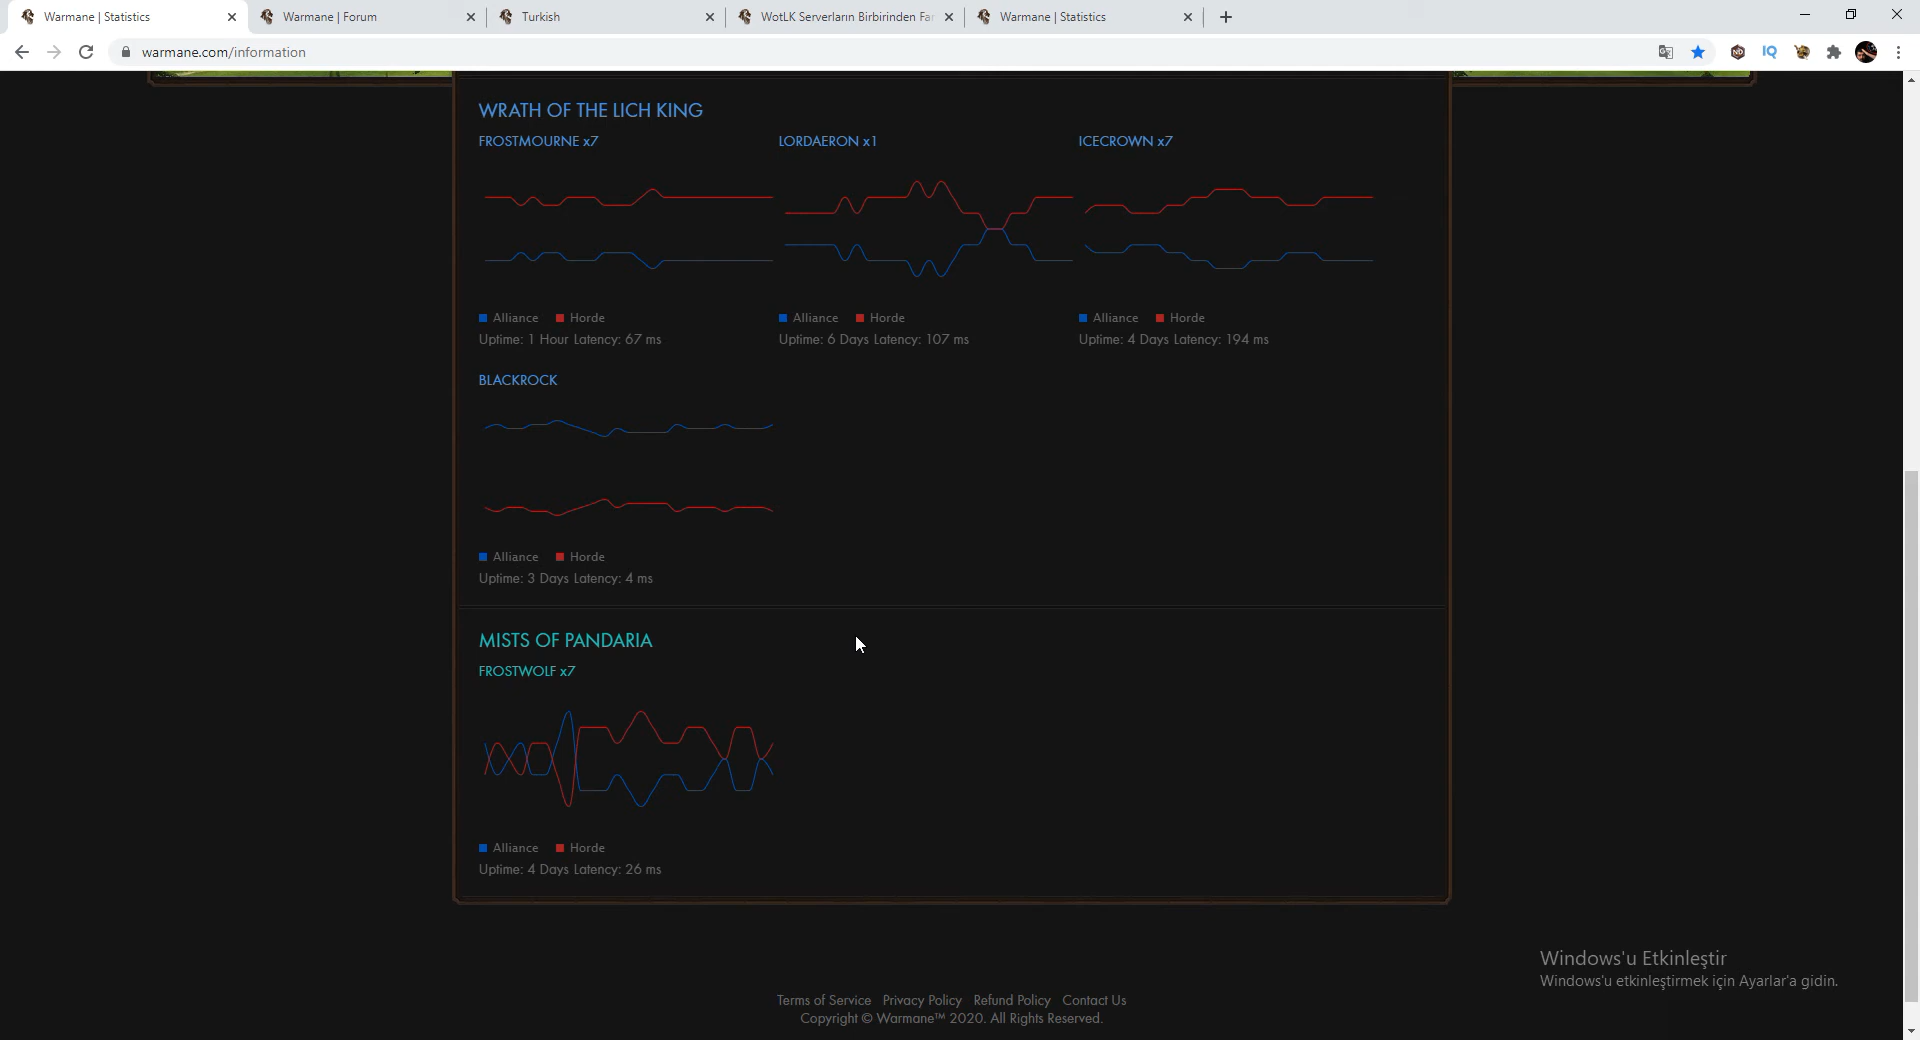 Warmane | Statistics
Warmane | Forum
Turkish
WotLK Serverların Birbirinden Fa
Warmane | Statistics
warmane.com/information
WRATH OF THE LICH KING
FROSTMOURNE x7
LORDAERON x1
ICECROWN x7
Alliance Horde
Uptime: 1 Hour Latency: 67 ms
Alliance Horde
Uptime: 6 Days Latency: 107 ms
Alliance Horde
Uptime: 4 Days Latency: 194 ms
BLACKROCK
Alliance Horde
Uptime: 3 Days Latency: 4 ms
MISTS OF PANDARIA
FROSTWOLF x7
Alliance Horde
Uptime: 4 Days Latency: 26 ms
Windows'u Etkinleştir
Windows'u etkinleştirmek için Ayarlar'a gidin.
Terms of Service Privacy Policy Refund Policy Contact Us
Copyright © Warmane™ 2020. All Rights Reserved.